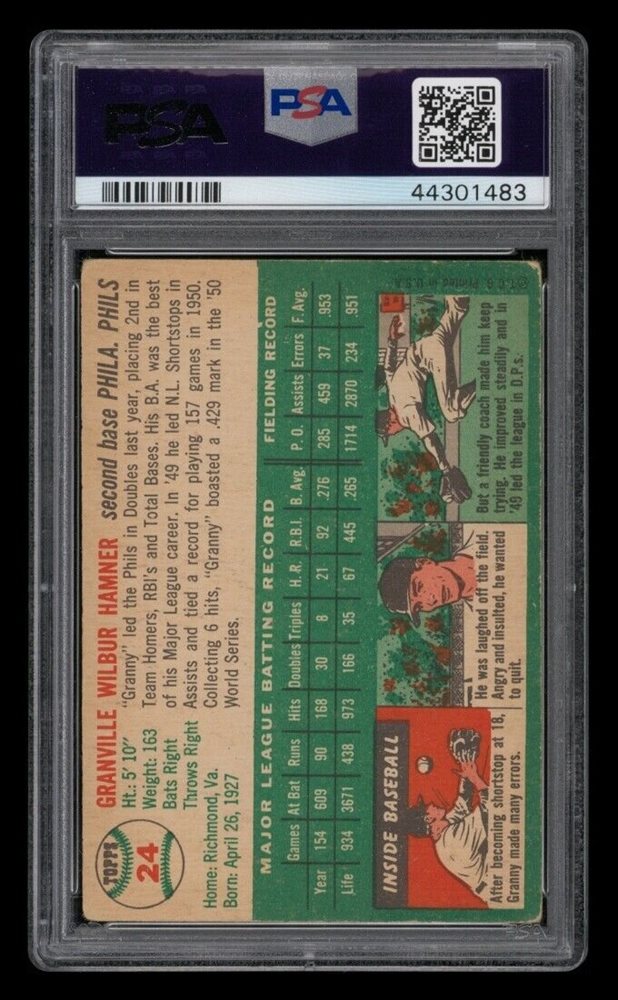 PSA
PSA
44301483
TOPPS
24
GRANVILLE WILBUR HAMNER second base PHILA. PHILS
Ht.: 5' 10"
Weight: 163
Bats Right
Throws Right
Home: Richmond, Va.
Born: April 26, 1927
"Granny" led the Phils in Doubles last year, placing 2nd in
Team Homers, RBI's and Total Bases. His B.A. was the best
of his Major League career. In '49 he led N.L. Shortstops in
Assists and tied a record for playing 157 games in 1950.
Collecting 6 hits, "Granny" boasted a .429 mark in the '50
World Series.
MAJOR LEAGUE BATTING RECORD FIELDING RECORD
Games At Bat Runs Hits Doubles Triples H.R. R.B.I. B. Avg. P. O. Assists Errors F. Avg.
Year 154 609 90 168 30 8 21 92 .276 285 459 37 .953
Life 934 3671 438 973 166 35 67 445 .265 1714 2870 234 .951
INSIDE BASEBALL
After becoming shortstop at 18,
Granny made many errors.
He was laughed off the field.
Angry and insulted, he wanted
to quit.
But a friendly coach made him keep
trying. He improved steadily and in
'49 led the league in D.P.s.
© T.C.G. Printed in U.S.A.